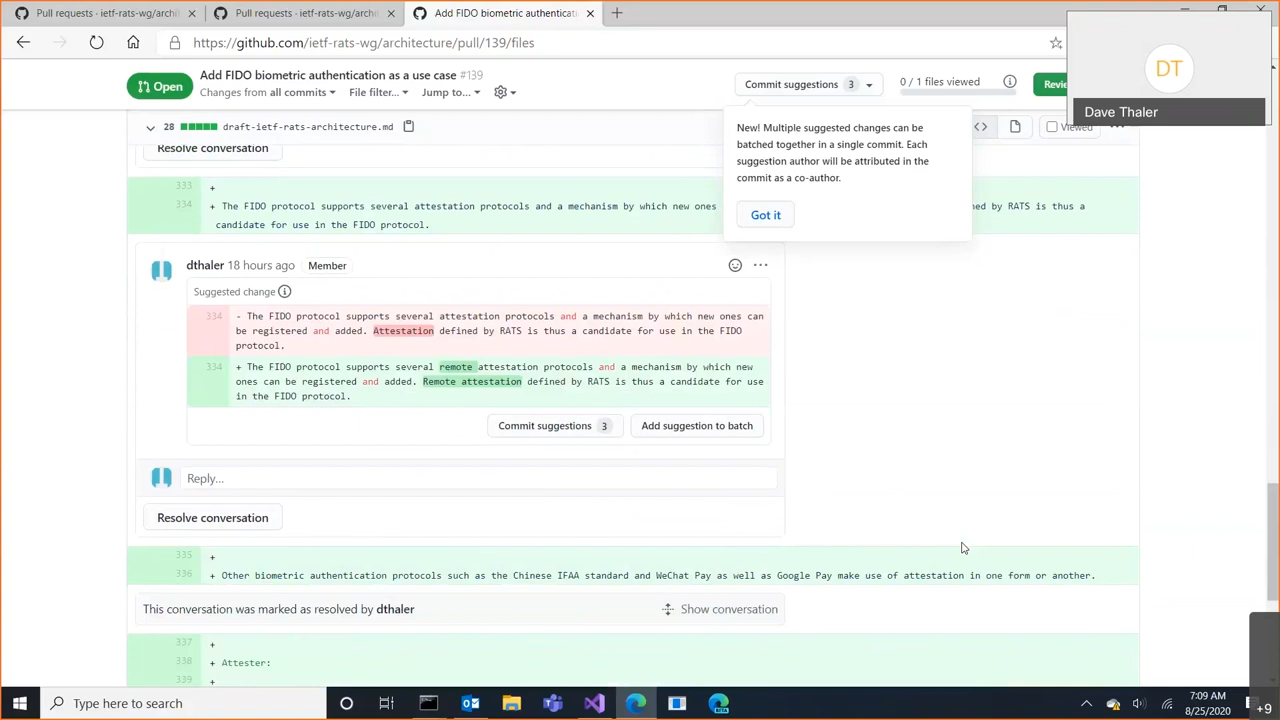 Pull requests - ietf-rats-wg/archite
Pull requests - ietf-rats-wg/archite
Add FIDO biometric authenticati
https://github.com/ietf-rats-wg/architecture/pull/139/files
DT
Dave Thaler
Open
Add FIDO biometric authentication as a use case #139
Changes from all commits
File filter...
Jump to...
Commit suggestions 3
0 / 1 files viewed
28 draft-ietf-rats-architecture.md
Viewed
Resolve conversation
New! Multiple suggested changes can be
batched together in a single commit. Each
suggestion author will be attributed in the
commit as a co-author.
Got it
333 +
334 + The FIDO protocol supports several attestation protocols and a mechanism by which new ones by RATS is thus a
candidate for use in the FIDO protocol.
dthaler 18 hours ago Member
Suggested change
334 - The FIDO protocol supports several attestation protocols and a mechanism by which new ones can
be registered and added. Attestation defined by RATS is thus a candidate for use in the FIDO
protocol.
334 + The FIDO protocol supports several remote attestation protocols and a mechanism by which new
ones can be registered and added. Remote attestation defined by RATS is thus a candidate for use
in the FIDO protocol.
Commit suggestions 3
Add suggestion to batch
Reply...
Resolve conversation
335 +
336 + Other biometric authentication protocols such as the Chinese IFAA standard and WeChat Pay as well as Google Pay make use of attestation in one form or another.
This conversation was marked as resolved by dthaler
Show conversation
337 +
338 + Attester:
339 +
Type here to search
7:09 AM
8/25/2020
+9